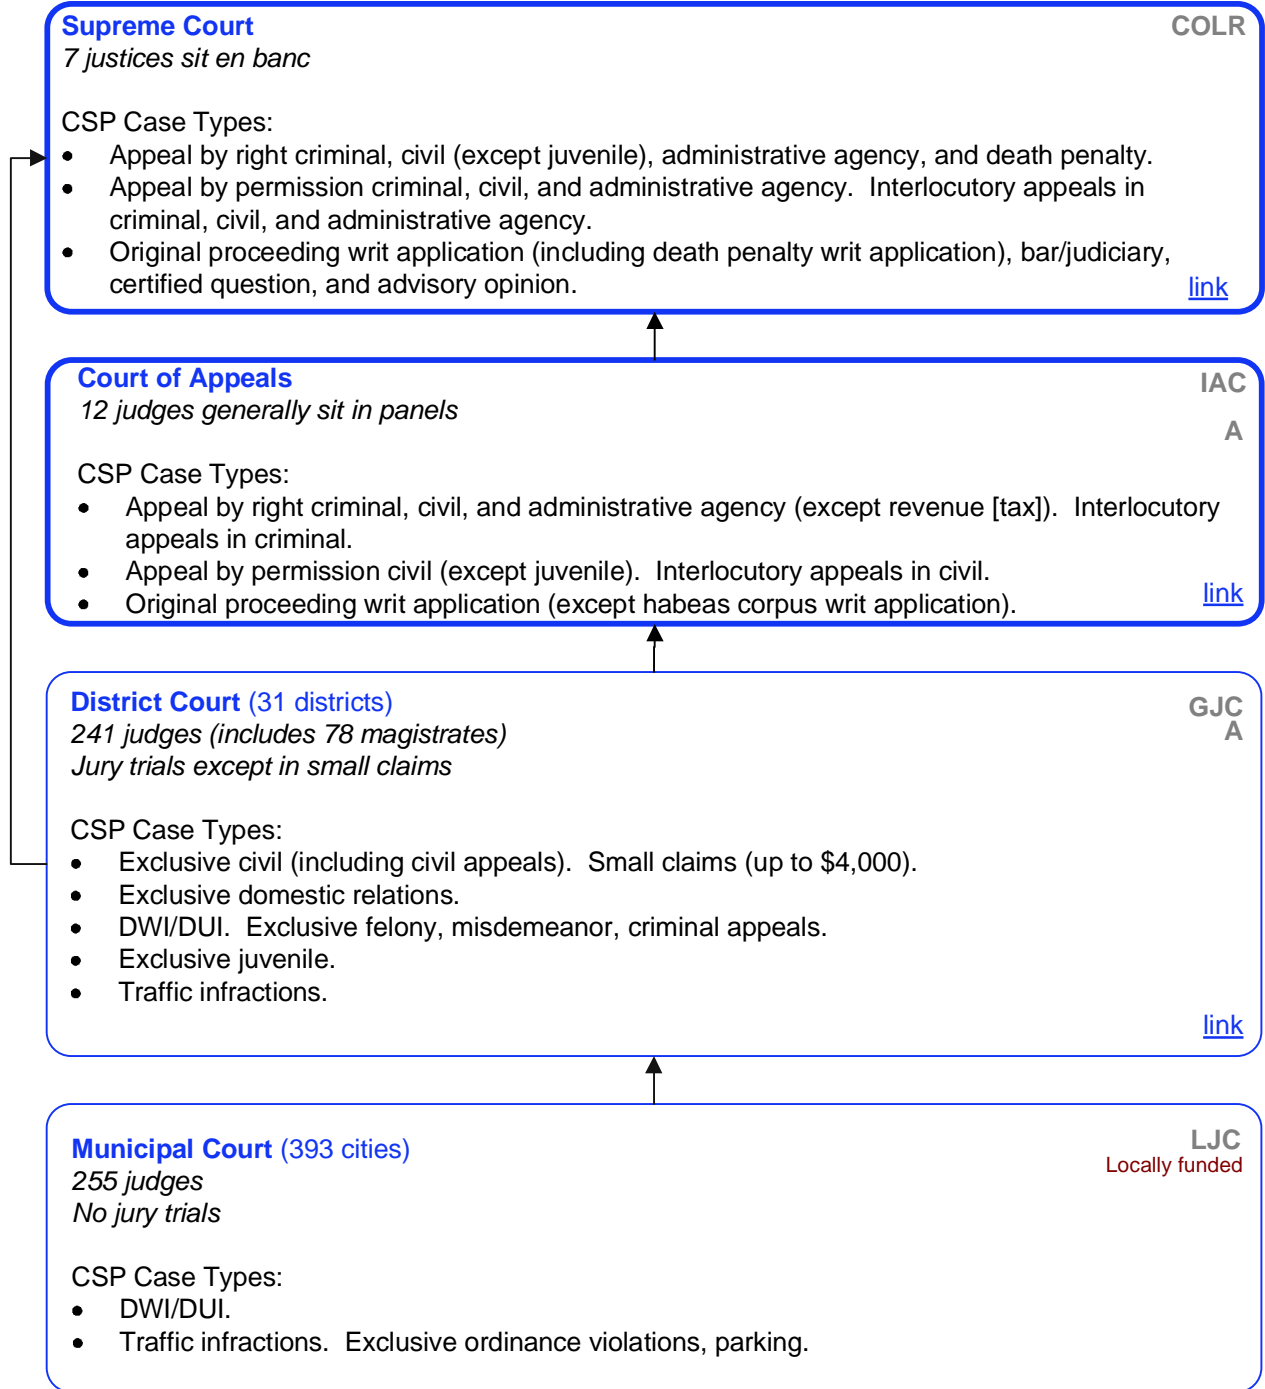 Supreme Court
COLR
7 justices sit en banc
CSP Case Types:
• Appeal by right criminal, civil (except juvenile), administrative agency, and death penalty.
• Appeal by permission criminal, civil, and administrative agency.  Interlocutory appeals in
criminal, civil, and administrative agency.
• Original proceeding writ application (including death penalty writ application), bar/judiciary,
certified question, and advisory opinion.
link
Court of Appeals
IAC
12 judges generally sit in panels
A
CSP Case Types:
• Appeal by right criminal, civil, and administrative agency (except revenue [tax]).  Interlocutory
appeals in criminal.
• Appeal by permission civil (except juvenile).  Interlocutory appeals in civil.
• Original proceeding writ application (except habeas corpus writ application).
link
District Court (31 districts)
GJC
241 judges (includes 78 magistrates)
A
Jury trials except in small claims
CSP Case Types:
• Exclusive civil (including civil appeals).  Small claims (up to $4,000).
• Exclusive domestic relations.
• DWI/DUI.  Exclusive felony, misdemeanor, criminal appeals.
• Exclusive juvenile.
• Traffic infractions.
link
Municipal Court (393 cities)
LJC
Locally funded
255 judges
No jury trials
CSP Case Types:
• DWI/DUI.
• Traffic infractions.  Exclusive ordinance violations, parking.